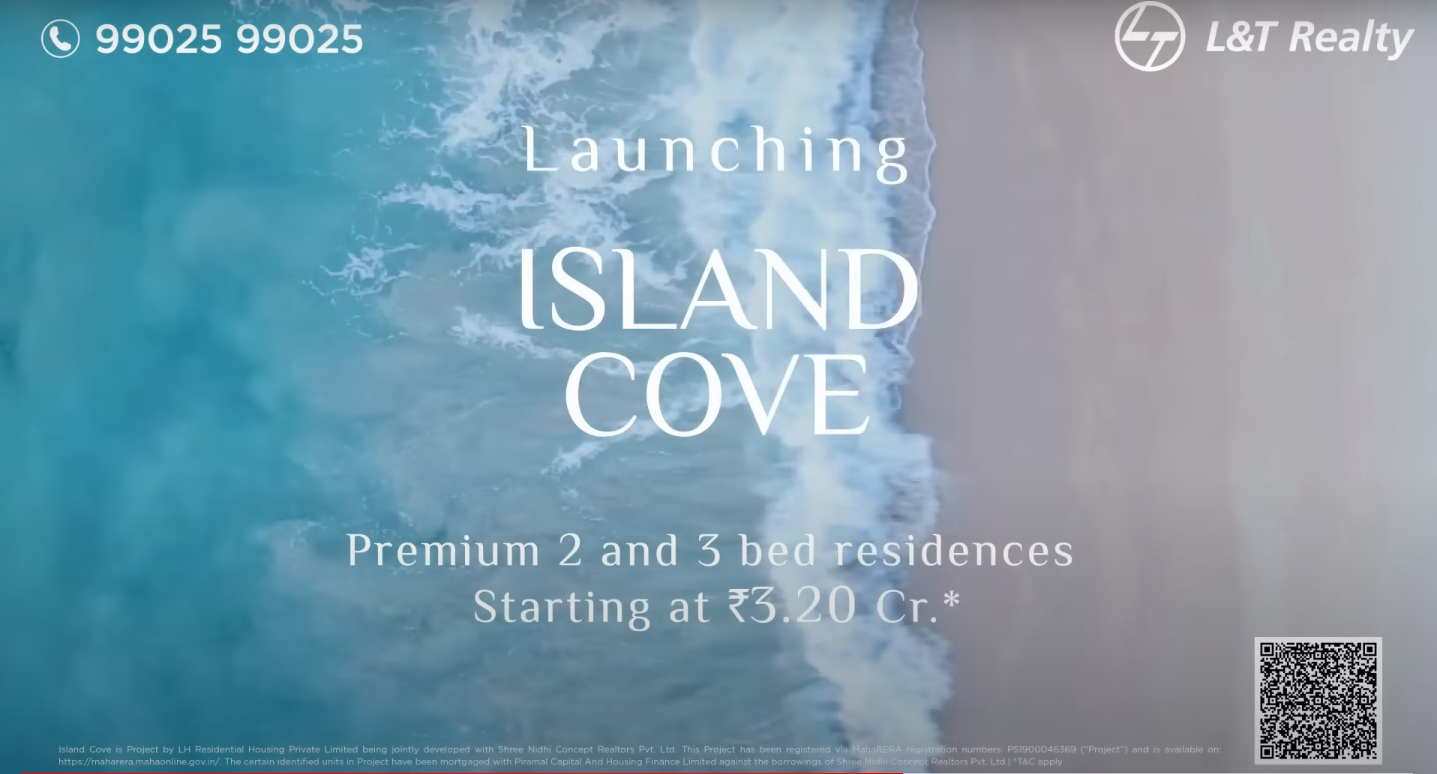 99025 99025
L&T Realty
Launching
ISLAND
COVE
Premium 2 and 3 bed residences
Starting at ₹3.20 Cr.*
Island Cove is Project by LH Residential Housing Private Limited being jointly developed with Shree Nidhi Concept Realtors Pvt. Ltd. This Project has been registered via MahaRERA registration numbers: P51900046369 ("Project") and is available on:
https://maharera.mahaonline.gov.in/. The certain identified units in Project have been mortgaged with Piramal Capital And Housing Finance Limited against the borrowings of Shree Nidhi Concept Realtors Pvt. Ltd.| *T&C apply